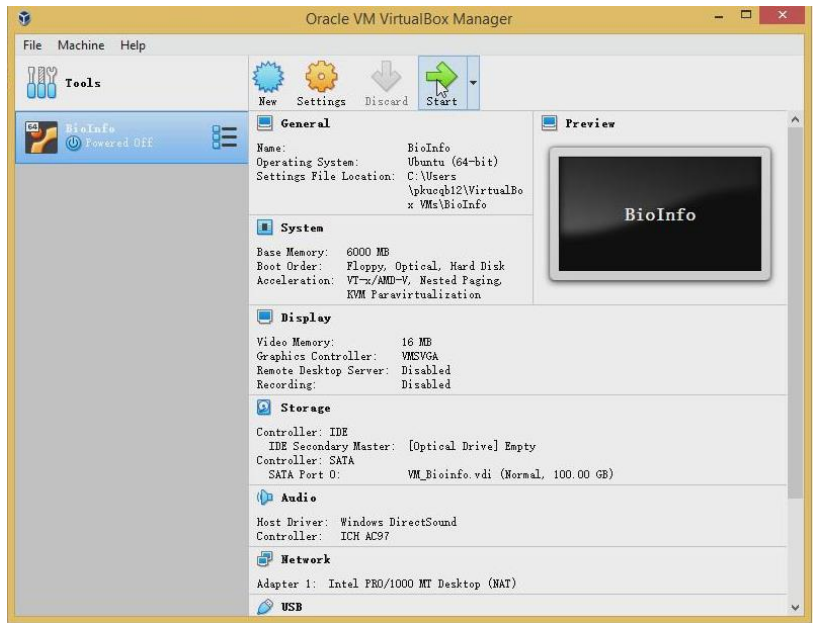 Oracle VM VirtualBox Manager
File Machine Help
Tools
New Settings Discard Start
64
BioInfo
Powered Off
General
Name: BioInfo
Operating System: Ubuntu (64-bit)
Settings File Location: C:\Users
\pkucqb12\VirtualBo
x VMs\BioInfo
Preview
BioInfo
System
Base Memory: 6000 MB
Boot Order: Floppy, Optical, Hard Disk
Acceleration: VT-x/AMD-V, Nested Paging,
KVM Paravirtualization
Display
Video Memory: 16 MB
Graphics Controller: VMSVGA
Remote Desktop Server: Disabled
Recording: Disabled
Storage
Controller: IDE
IDE Secondary Master: [Optical Drive] Empty
Controller: SATA
SATA Port 0: VM_Bioinfo.vdi (Normal, 100.00 GB)
Audio
Host Driver: Windows DirectSound
Controller: ICH AC97
Network
Adapter 1: Intel PRO/1000 MT Desktop (NAT)
USB